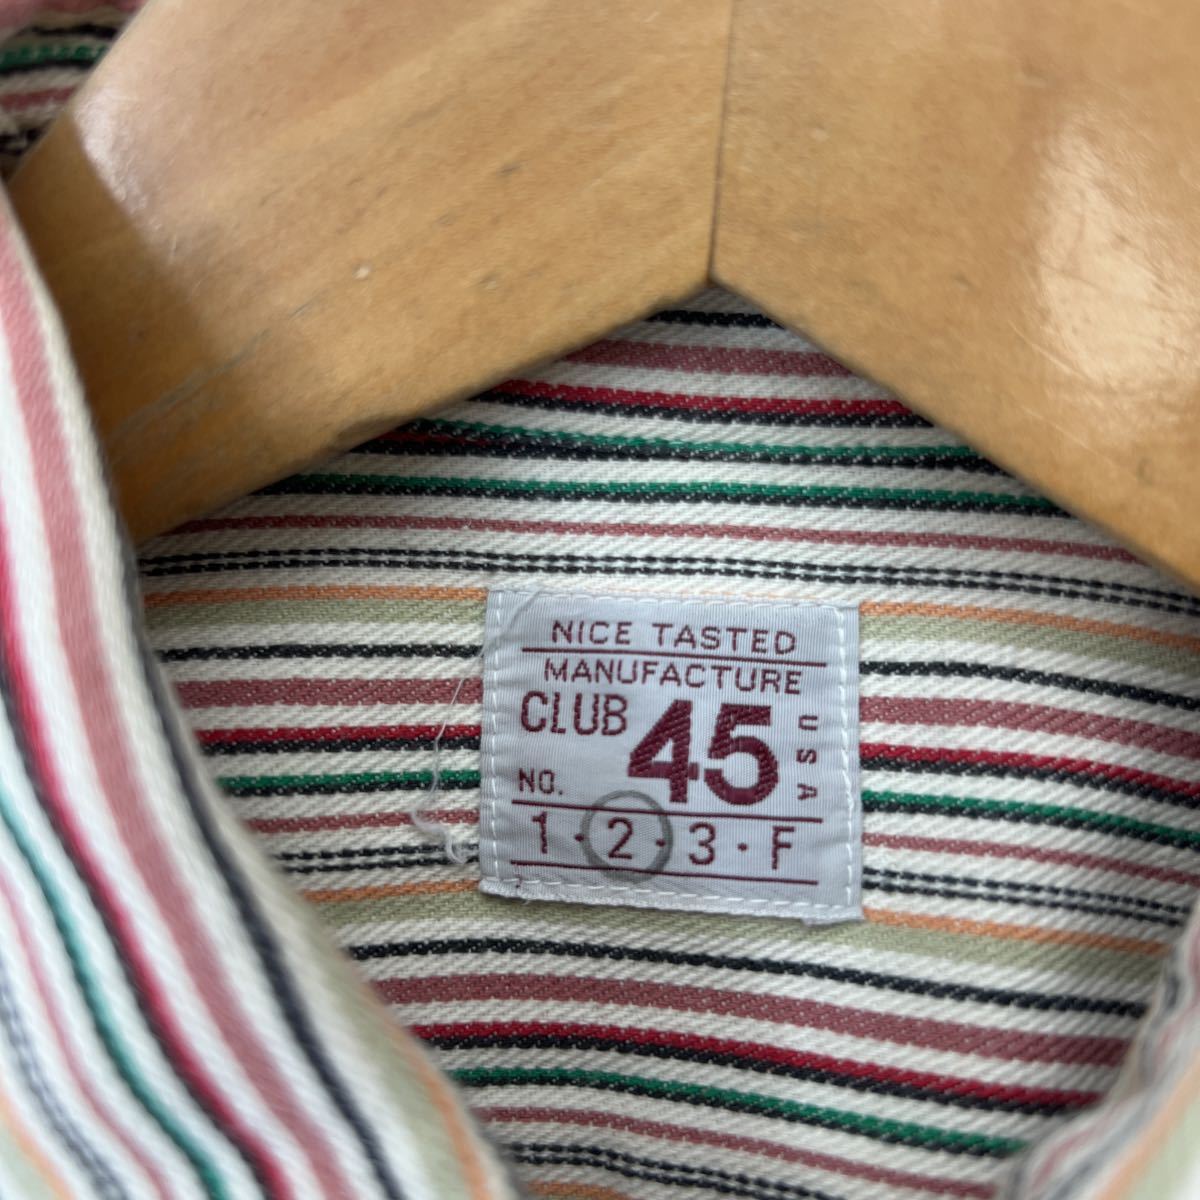 NICE TASTED
MANUFACTURE
CLUB 45 USA
NO.
1・2・3・F